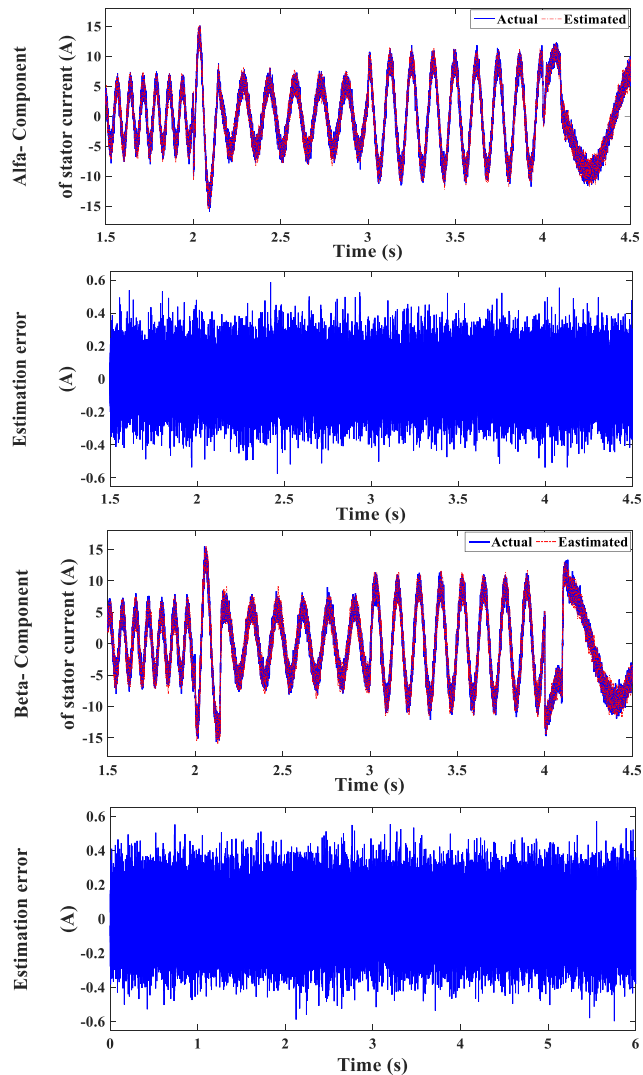 Actual Estimated
Alfa- Component
of stator current (A)
15
10
5
0
-5
-10
-15
1.5 2 2.5 3 3.5 4 4.5
Time (s)
Estimation error
(A)
0.6
0.4
0.2
0
-0.2
-0.4
-0.6
1.5 2 2.5 3 3.5 4 4.5
Time (s)
Actual Eastimated
Beta- Component
of stator current (A)
15
10
5
0
-5
-10
-15
1.5 2 2.5 3 3.5 4 4.5
Time (s)
Estimation error
(A)
0.6
0.4
0.2
0
-0.2
-0.4
-0.6
0 1 2 3 4 5 6
Time (s)